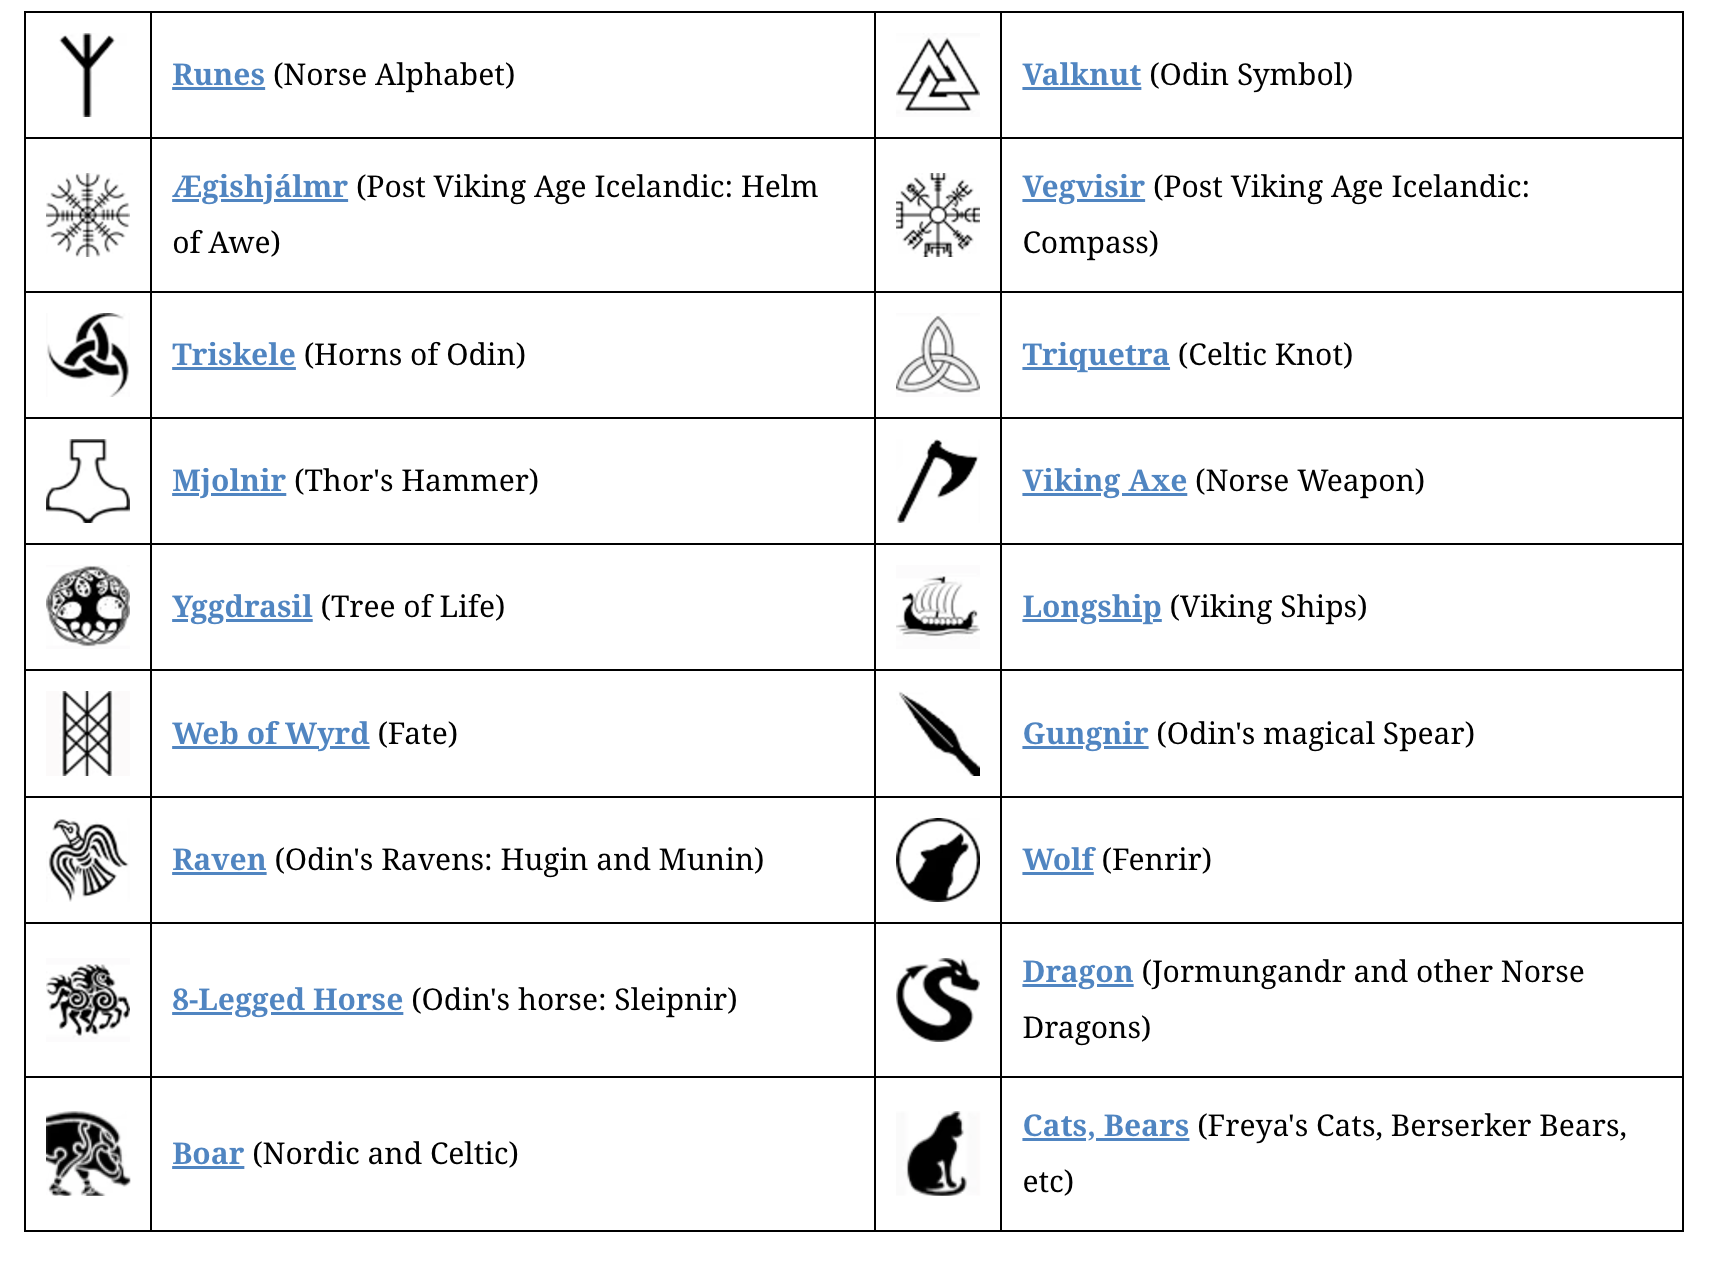 Runes (Norse Alphabet)
Valknut (Odin Symbol)
Ægishjálmr (Post Viking Age Icelandic: Helm
of Awe)
Vegvisir (Post Viking Age Icelandic:
Compass)
Triskele (Horns of Odin)
Triquetra (Celtic Knot)
Mjolnir (Thor's Hammer)
Viking Axe (Norse Weapon)
Yggdrasil (Tree of Life)
Longship (Viking Ships)
Web of Wyrd (Fate)
Gungnir (Odin's magical Spear)
Raven (Odin's Ravens: Hugin and Munin)
Wolf (Fenrir)
8-Legged Horse (Odin's horse: Sleipnir)
Dragon (Jormungandr and other Norse
Dragons)
Boar (Nordic and Celtic)
Cats, Bears (Freya's Cats, Berserker Bears,
etc)